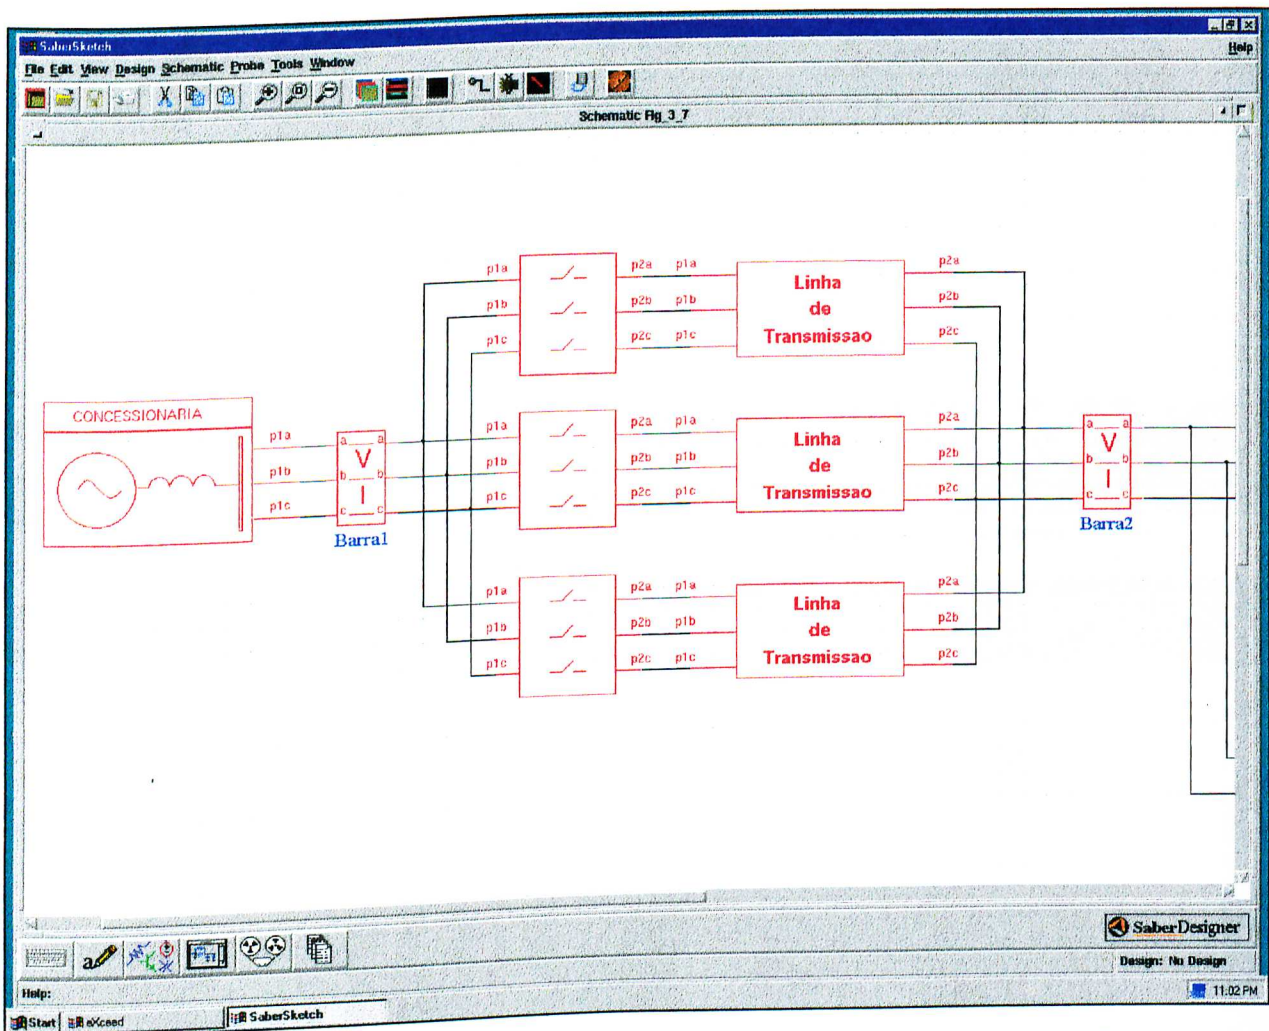 SaberSketch
Help
File Edit View Design Schematic Probe Tools Window
Schematic Fig_3_7
p1a p2a p1a p2a
p1b p2b p1b p2b
p1c p2c p1c p2c
Linha
de
Transmissao
CONCESSIONARIA
p1a
p1b
p1c
a a
V
b b
I
c c
Barra1
p1a p2a p1a p2a
p1b p2b p1b p2b
p1c p2c p1c p2c
Linha
de
Transmissao
a a
V
b b
I
c c
Barra2
p1a p2a p1a p2a
p1b p2b p1b p2b
p1c p2c p1c p2c
Linha
de
Transmissao
SaberDesigner
a
Design: No Design
Help:
11:02 PM
Start eXceed SaberSketch